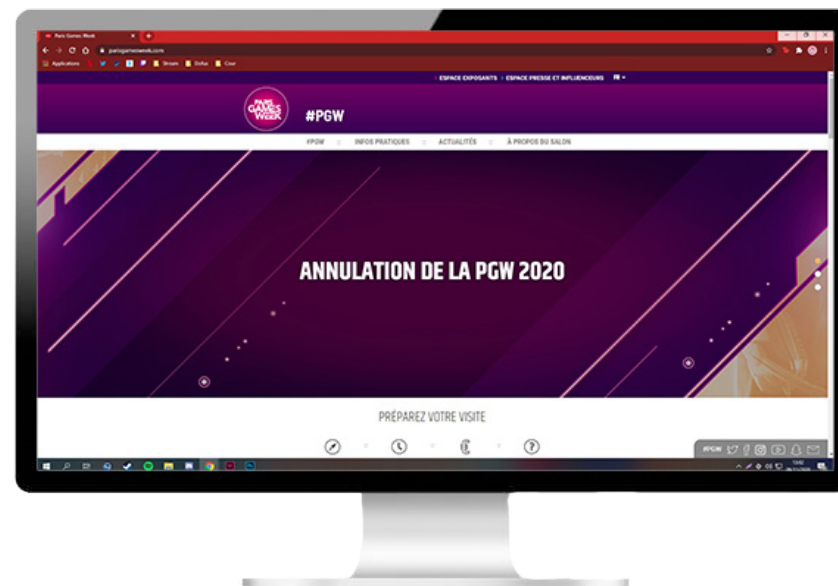 Paris Games Week
parisgamesweek.com
Applications
Stream
Dofus
Cour
ESPACE EXPOSANTS
ESPACE PRESSE ET INFLUENCEURS
PARIS
GAMES
WEEK
#PGW
#PGW
INFOS PRATIQUES
ACTUALITÉS
À PROPOS DU SALON
ANNULATION DE LA PGW 2020
PRÉPAREZ VOTRE VISITE
#PGW